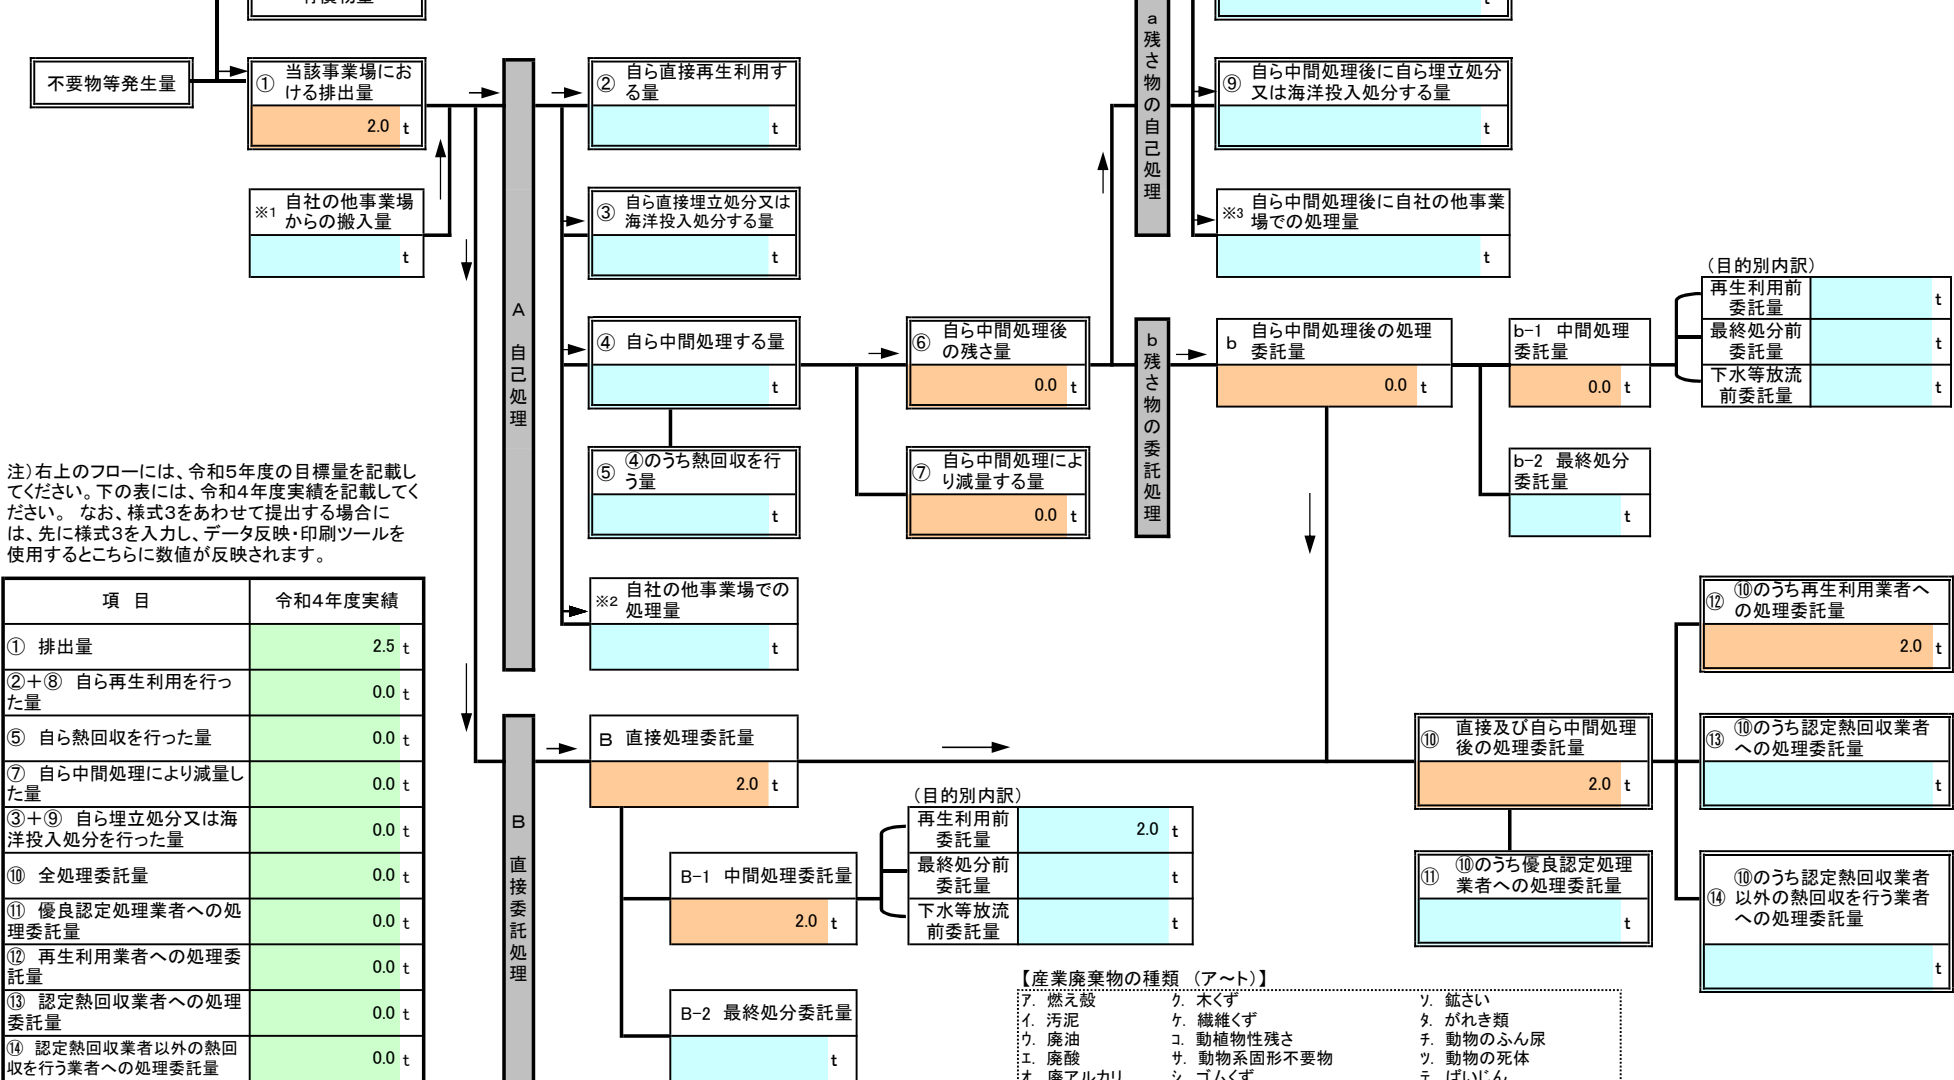 不要物等発生量
① 当該事業場にお
ける排出量
2.0 t
※1 自社の他事業場
からの搬入量
t
A 自己処理
② 自ら直接再生利用す
る量
t
③ 自ら直接埋立処分又は
海洋投入処分する量
t
④ 自ら中間処理する量
t
⑤ ④のうち熱回収を行
う量
t
※2 自社の他事業場での
処理量
t
⑥ 自ら中間処理後
の残さ量
0.0 t
⑦ 自ら中間処理によ
り減量する量
0.0 t
a 残さ物の自己処理
t
⑨ 自ら中間処理後に自ら埋立処分
又は海洋投入処分する量
t
※3 自ら中間処理後に自社の他事業
場での処理量
t
b 残さ物の委託処理
b 自ら中間処理後の処理
委託量
0.0 t
b-1 中間処理
委託量
0.0 t
(目的別内訳)
再生利用前
委託量
t
最終処分前
委託量
t
下水等放流
前委託量
t
b-2 最終処分
委託量
t
注)右上のフローには、令和5年度の目標量を記載し
てください。下の表には、令和4年度実績を記載してく
ださい。 なお、様式3をあわせて提出する場合に
は、先に様式3を入力し、データ反映・印刷ツールを
使用するとこちらに数値が反映されます。
項 目 令和4年度実績
① 排出量 2.5 t
②+⑧ 自ら再生利用を行っ
た量 0.0 t
⑤ 自ら熱回収を行った量 0.0 t
⑦ 自ら中間処理により減量し
た量 0.0 t
③+⑨ 自ら埋立処分又は海
洋投入処分を行った量 0.0 t
⑩ 全処理委託量 0.0 t
⑪ 優良認定処理業者への処
理委託量 0.0 t
⑫ 再生利用業者への処理委
託量 0.0 t
⑬ 認定熱回収業者への処理
委託量 0.0 t
⑭ 認定熱回収業者以外の熱回
収を行う業者への処理委託量 0.0 t
B 直接委託処理
B 直接処理委託量
2.0 t
B-1 中間処理委託量
2.0 t
(目的別内訳)
再生利用前
委託量
2.0 t
最終処分前
委託量
t
下水等放流
前委託量
t
B-2 最終処分委託量
t
⑩ 直接及び自ら中間処理
後の処理委託量
2.0 t
⑪ ⑩のうち優良認定処理
業者への処理委託量
t
⑫ ⑩のうち再生利用業者へ
の処理委託量
2.0 t
⑬ ⑩のうち認定熱回収業者
への処理委託量
t
⑭ ⑩のうち認定熱回収業者
以外の熱回収を行う業者
への処理委託量
t
【産業廃棄物の種類 (ア~ト)】
ア. 燃え殻 ク. 木くず ソ. 鉱さい
イ. 汚泥 ケ. 繊維くず タ. がれき類
ウ. 廃油 コ. 動植物性残さ チ. 動物のふん尿
エ. 廃酸 サ. 動物系固形不要物 ツ. 動物の死体
オ. 廃アルカリ シ. ゴムくず テ. ばいじん